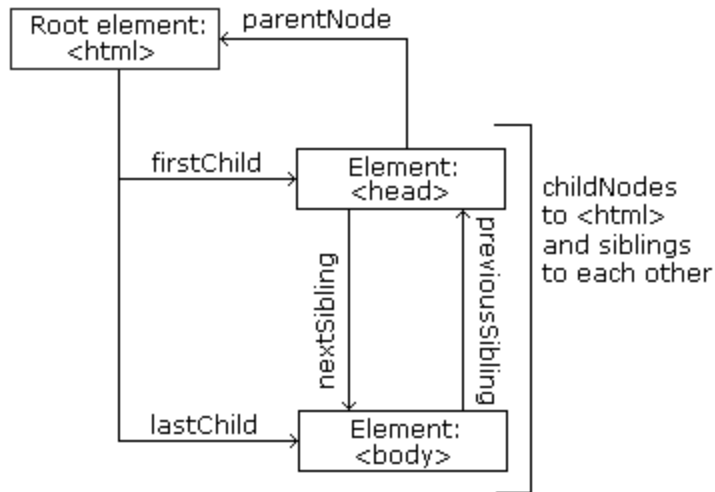 Root element:
<html>
parentNode
firstChild
Element:
<head>
childNodes
to <html>
and siblings
to each other
nextSibling
previousSibling
lastChild
Element:
<body>